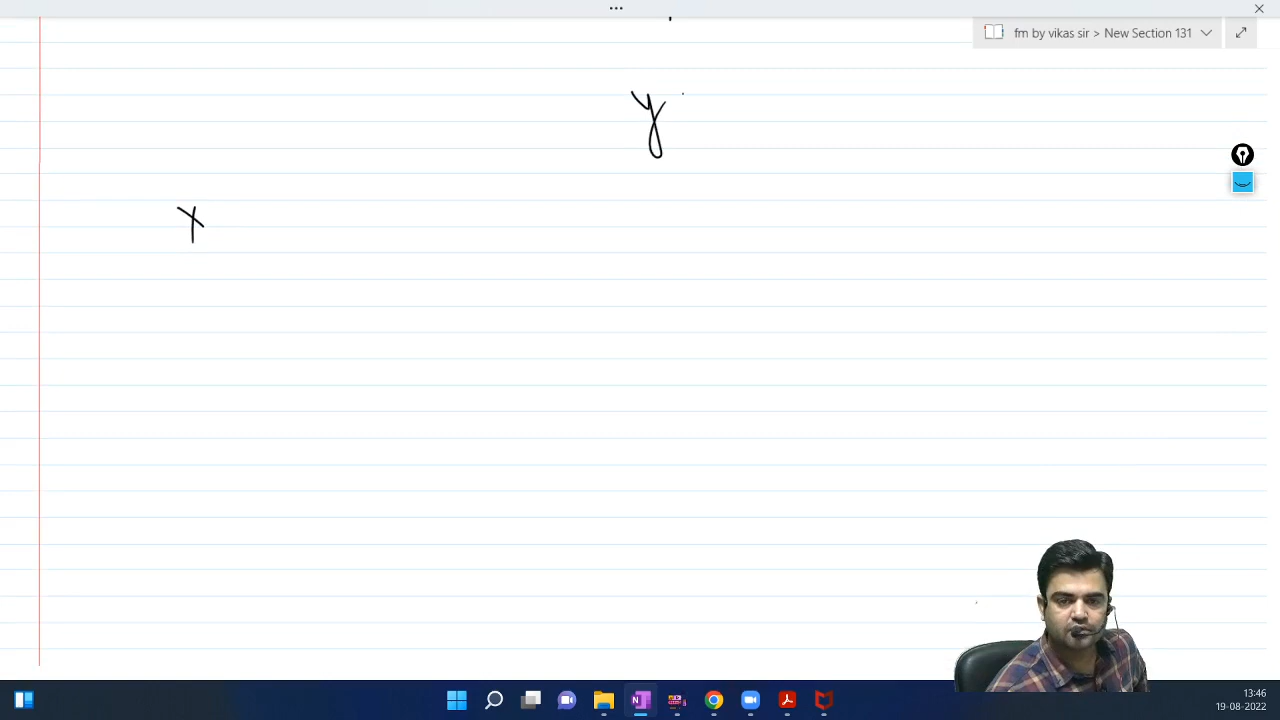 ...
fm by vikas sir > New Section 131
y
x
13:46
19-08-2022